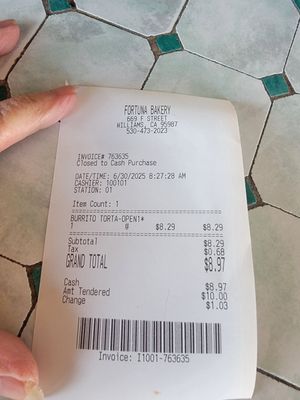 FORTUNA BAKERY
669 F STREET
WILLIAMS, CA 95987
530-473-2023
INVOICE# 763635
Closed to Cash Purchase
DATE/TIME: 6/30/2025 8:27:28 AM
CASHIER: 100101
STATION: 01
Item Count: 1
BURRITO TORTA-OPEN1*
1 @ $8.29 $8.29
Subtotal $8.29
Tax $0.68
GRAND TOTAL $8.97
Cash $8.97
Amt Tendered $10.00
Change $1.03
Invoice: I1001-763635